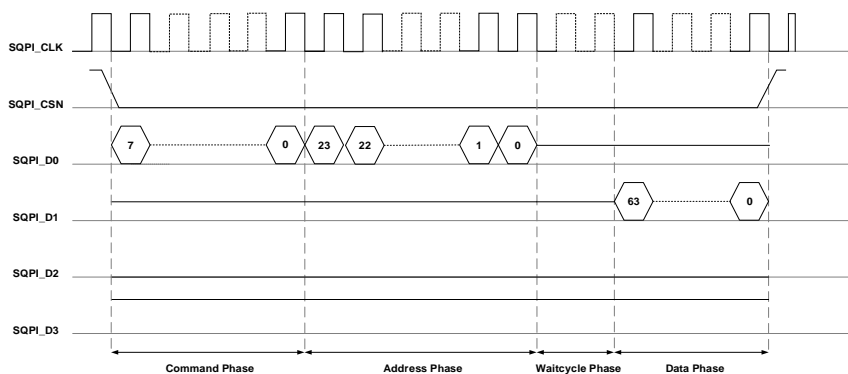 SQPI_CLK
SQPI_CSN
7 0 23 22 1 0
SQPI_D0
63 0
SQPI_D1
SQPI_D2
SQPI_D3
Command Phase Address Phase Waitcycle Phase Data Phase